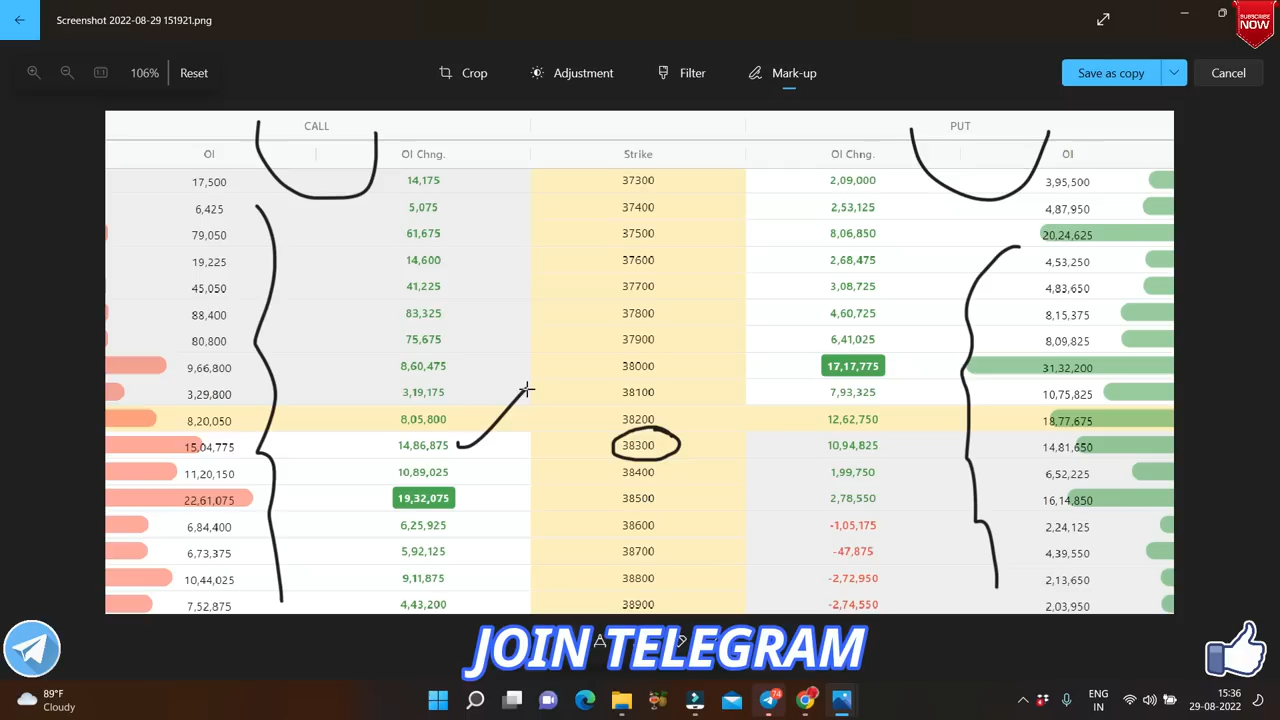 Screenshot 2022-08-29 151921.png
SUBSCRIBE
NOW
106% Reset Crop Adjustment Filter Mark-up Save as copy Cancel
CALL PUT
OI OI Chng. Strike OI Chng. OI
17,500 14,175 37300 2,09,000 3,95,500
6,425 5,075 37400 2,53,125 4,87,950
79,050 61,675 37500 8,06,850 20,24,625
19,225 14,600 37600 2,68,475 4,53,250
45,050 41,225 37700 3,08,725 4,83,650
88,400 83,325 37800 4,60,725 8,15,375
80,800 75,675 37900 6,41,025 8,09,825
9,66,800 8,60,475 38000 17,17,775 31,32,200
3,29,800 3,19,175 38100 7,93,325 10,75,825
8,20,050 8,05,800 38200 12,62,750 18,77,675
15,04,775 14,86,875 38300 10,94,825 14,81,650
11,20,150 10,89,025 38400 1,99,750 6,52,225
22,61,075 19,32,075 38500 2,78,550 16,14,850
6,84,400 6,25,925 38600 -1,05,175 2,24,125
6,73,375 5,92,125 38700 -47,875 4,39,550
10,44,025 9,11,875 38800 -2,72,950 2,13,650
7,52,875 4,43,200 38900 -2,74,550 2,03,950
JOIN TELEGRAM
89°F
Cloudy
74
ENG
IN
15:36
29-08-2022